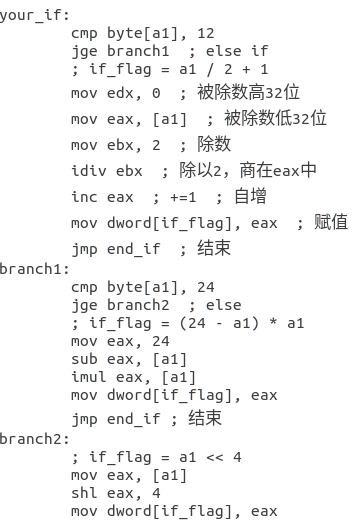 your_if:
cmp byte[a1], 12
jge branch1  ; else if
; if_flag = a1 / 2 + 1
mov edx, 0  ; 被除数高32位
mov eax, [a1]  ; 被除数低32位
mov ebx, 2  ; 除数
idiv ebx  ; 除以2，商在eax中
inc eax  ; +=1  ; 自增
mov dword[if_flag], eax  ; 赋值
jmp end_if  ; 结束
branch1:
cmp byte[a1], 24
jge branch2  ; else
; if_flag = (24 - a1) * a1
mov eax, 24
sub eax, [a1]
imul eax, [a1]
mov dword[if_flag], eax
jmp end_if ; 结束
branch2:
; if_flag = a1 << 4
mov eax, [a1]
shl eax, 4
mov dword[if_flag], eax